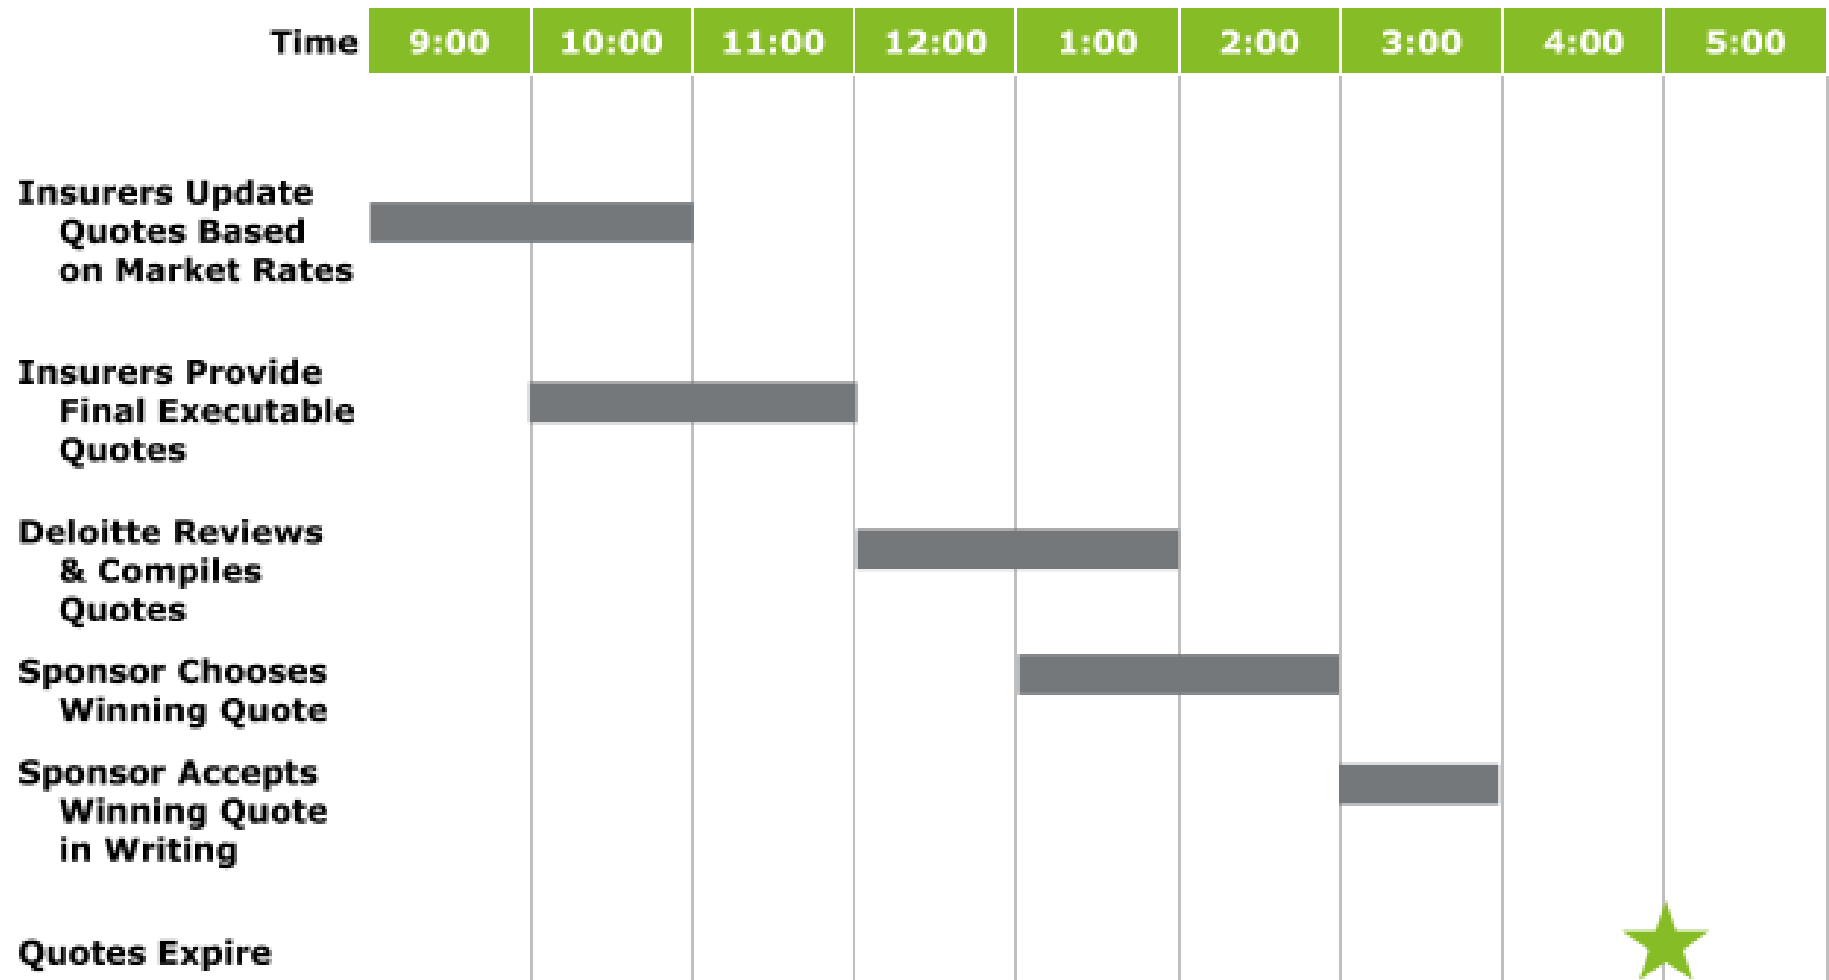 Time 9:00 10:00 11:00 12:00 1:00 2:00 3:00 4:00 5:00
Insurers Update
Quotes Based
on Market Rates
Insurers Provide
Final Executable
Quotes
Deloitte Reviews
& Compiles
Quotes
Sponsor Chooses
Winning Quote
Sponsor Accepts
Winning Quote
in Writing
Quotes Expire